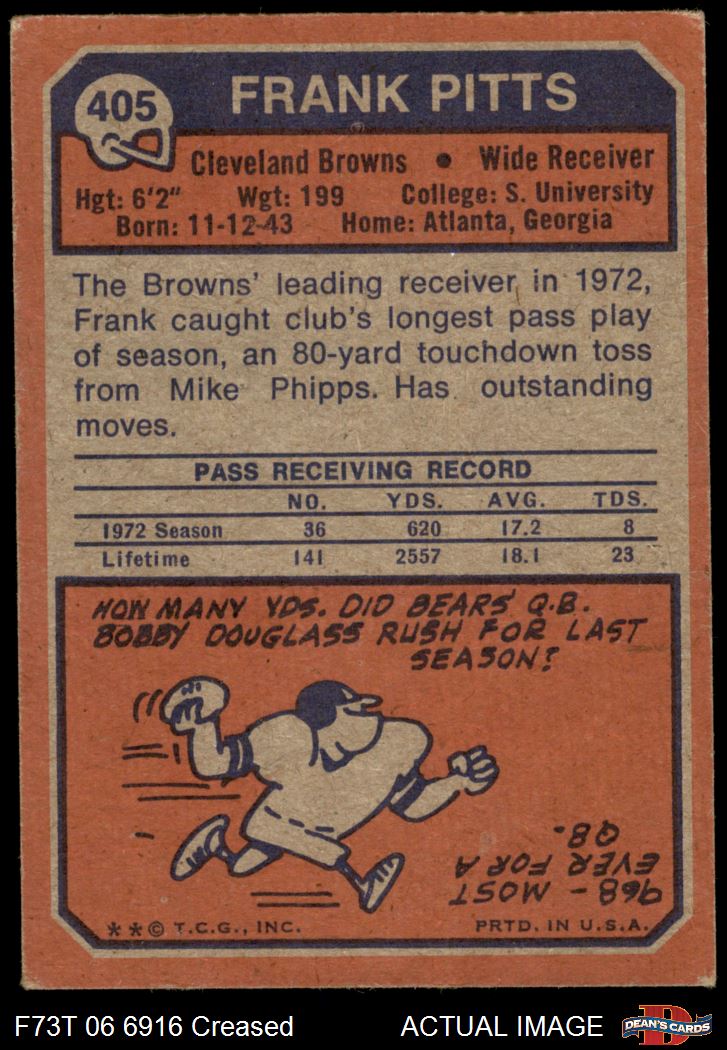 405
FRANK PITTS
Cleveland Browns • Wide Receiver
Hgt: 6'2" Wgt: 199 College: S. University
Born: 11-12-43 Home: Atlanta, Georgia
The Browns' leading receiver in 1972,
Frank caught club's longest pass play
of season, an 80-yard touchdown toss
from Mike Phipps. Has outstanding
moves.
PASS RECEIVING RECORD
NO. YDS. AVG. TDS.
1972 Season 36 620 17.2 8
Lifetime 141 2557 18.1 23
HOW MANY YDS. DID BEARS' Q.B.
BOBBY DOUGLASS RUSH FOR LAST
SEASON?
968 - MOST
EVER FOR A
QB.
**© T.C.G., INC. PRTD. IN U.S.A.
F73T 06 6916 Creased ACTUAL IMAGE
D
DEAN'S CARDS